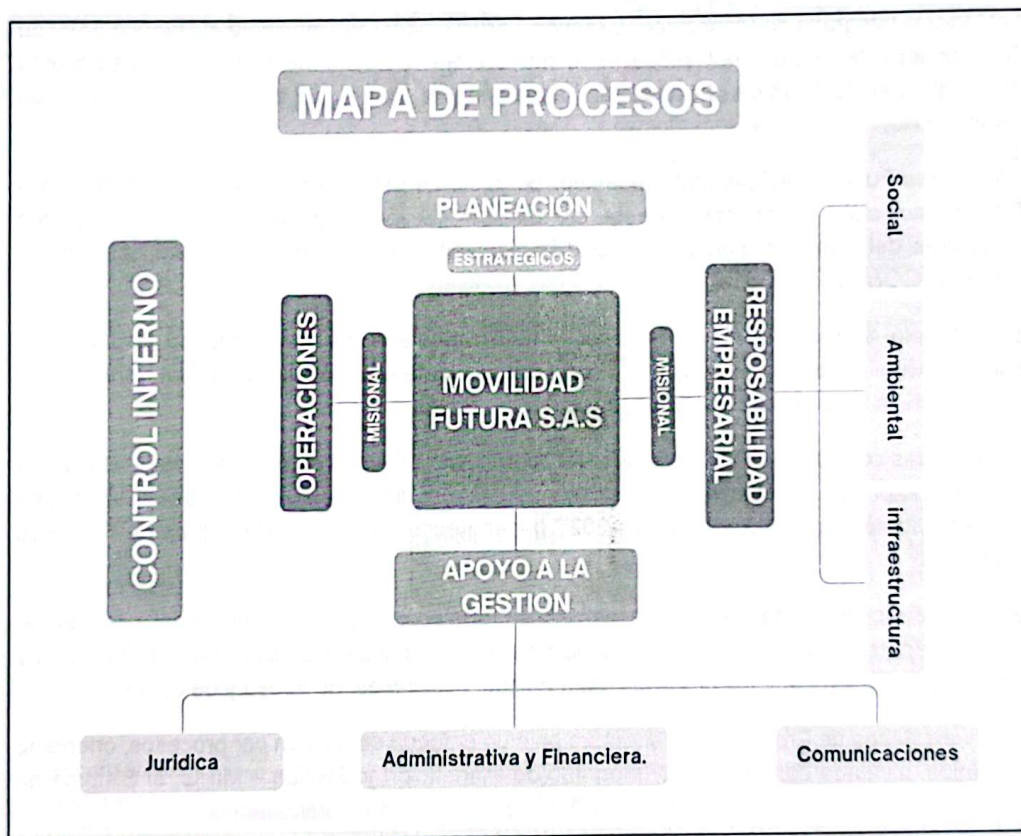 MAPA DE PROCESOS
PLANEACIÓN
ESTRATEGICOS
CONTROL INTERNO
OPERACIONES
MISIONAL
MOVILIDAD
FUTURA S.A.S
MISIONAL
RESPOSABILIDAD
EMPRESARIAL
Social
Ambiental
infraestructura
APOYO A LA
GESTION
Juridica
Administrativa y Financiera.
Comunicaciones